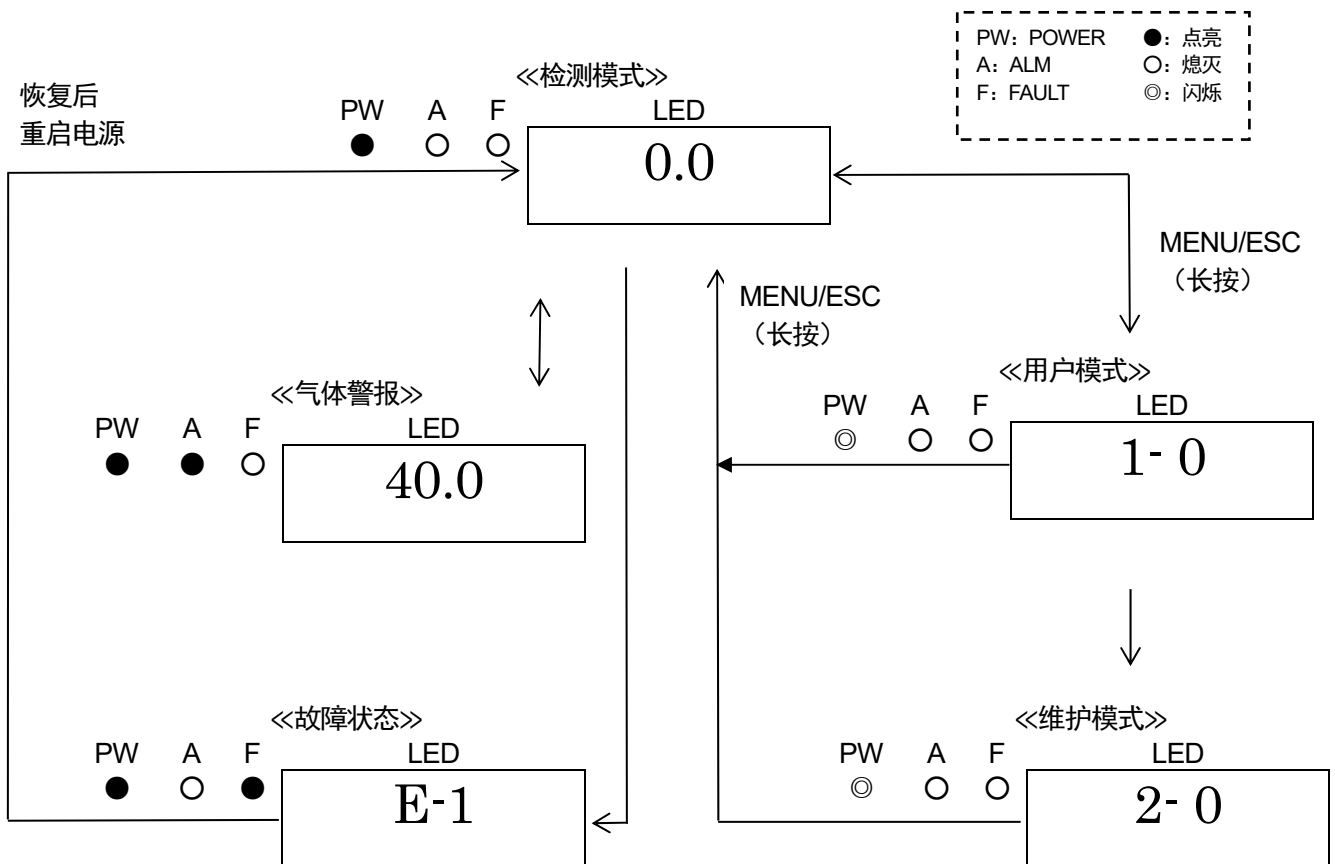 PW：POWER ●：点亮
A：ALM ○：熄灭
F：FAULT ◎：闪烁
≪检测模式≫
恢复后
重启电源
PW A F LED
0.0
MENU/ESC
（长按）
MENU/ESC
（长按）
≪气体警报≫
PW A F LED
40.0
≪用户模式≫
PW A F LED
1- 0
≪故障状态≫
PW A F LED
E-1
≪维护模式≫
PW A F LED
2- 0